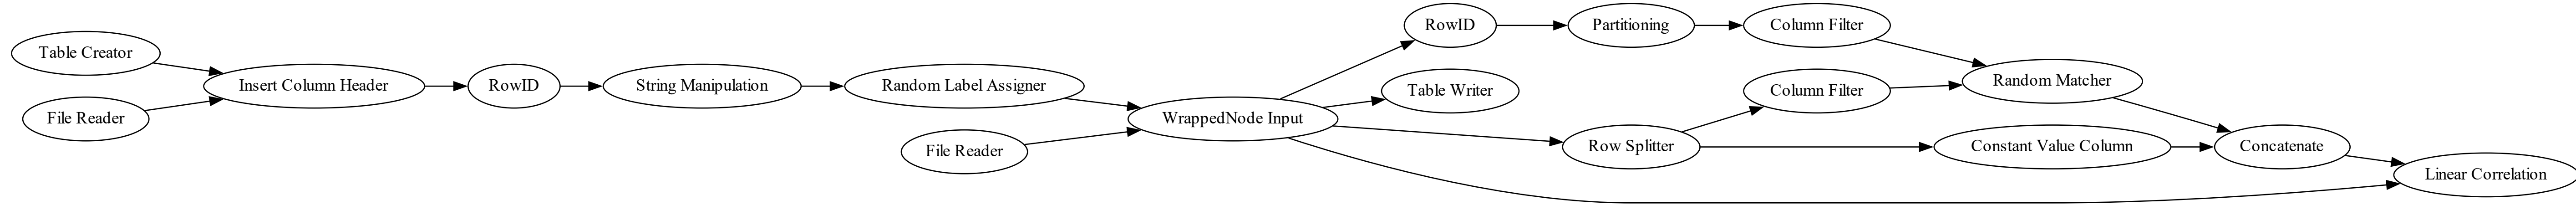 Table Creator
File Reader
Insert Column Header
RowID
String Manipulation
Random Label Assigner
File Reader
WrappedNode Input
RowID
Table Writer
Partitioning
Row Splitter
Column Filter
Column Filter
Constant Value Column
Random Matcher
Concatenate
Linear Correlation